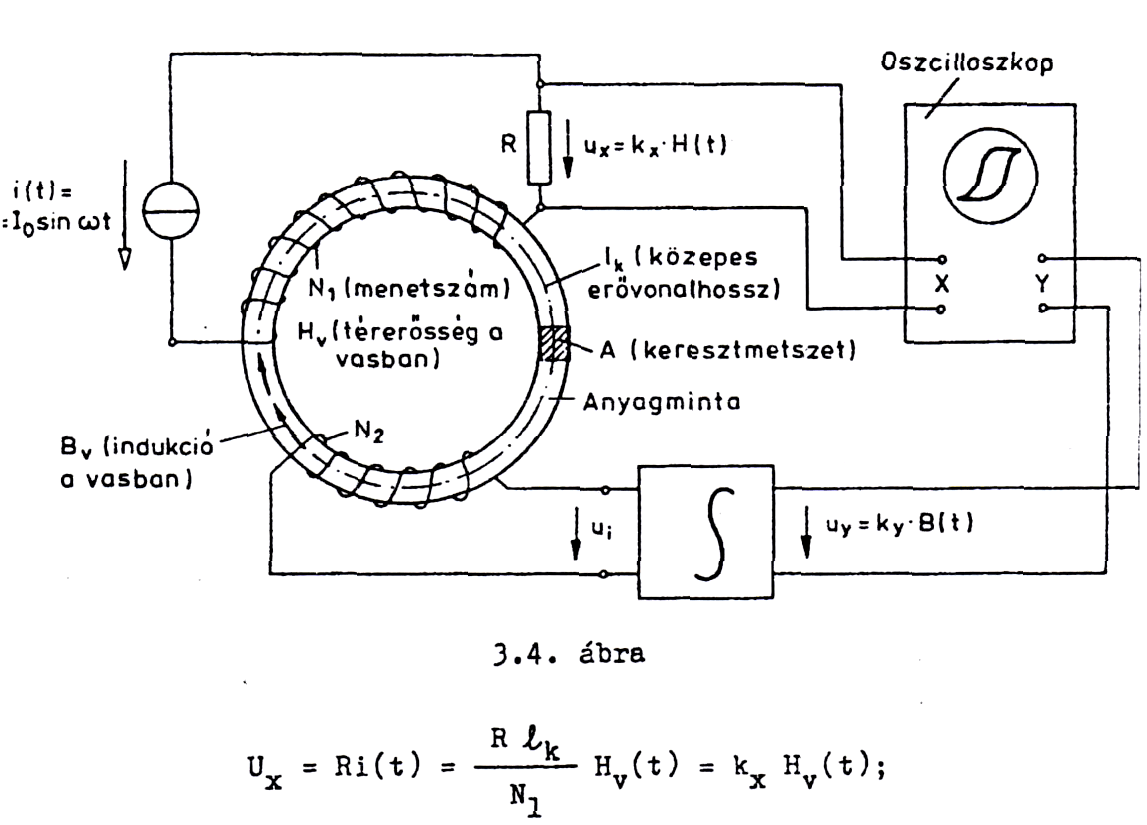 Oszcilloszkop
R
u_x = k_x·H(t)
i(t)=
=I_0 sin ωt
N_1 (menetszám)
l_k (közepes
erővonalhossz)
X
Y
H_v (térerősség a
vasban)
A (keresztmetszet)
Anyagminta
N_2
B_v (indukció
a vasban)
u_i
∫
u_y = k_y·B(t)
3.4. ábra
U_x = Ri(t) = \frac{R ℓ_k}{N_1} H_v(t) = k_x H_v(t);